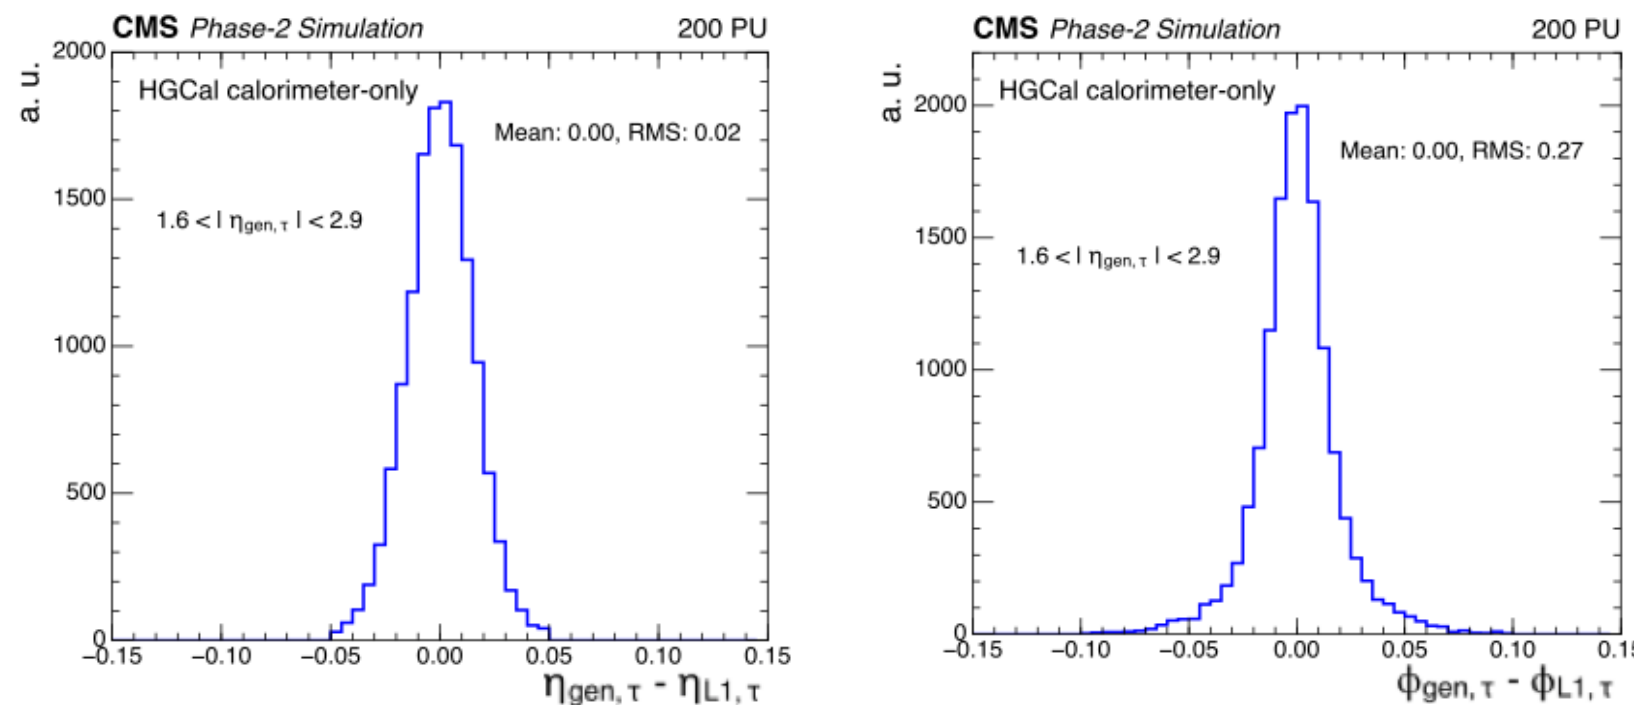 CMS Phase-2 Simulation 200 PU
a. u.
HGCal calorimeter-only
Mean: 0.00, RMS: 0.02
1.6 < | ηgen, τ | < 2.9
2000
1500
1000
500
0
−0.15 −0.10 −0.05 0.00 0.05 0.10 0.15
ηgen, τ - ηL1, τ
CMS Phase-2 Simulation 200 PU
a. u.
HGCal calorimeter-only
Mean: 0.00, RMS: 0.27
1.6 < | ηgen, τ | < 2.9
2000
1500
1000
500
0
−0.15 −0.10 −0.05 0.00 0.05 0.10 0.15
ϕgen, τ - ϕL1, τ